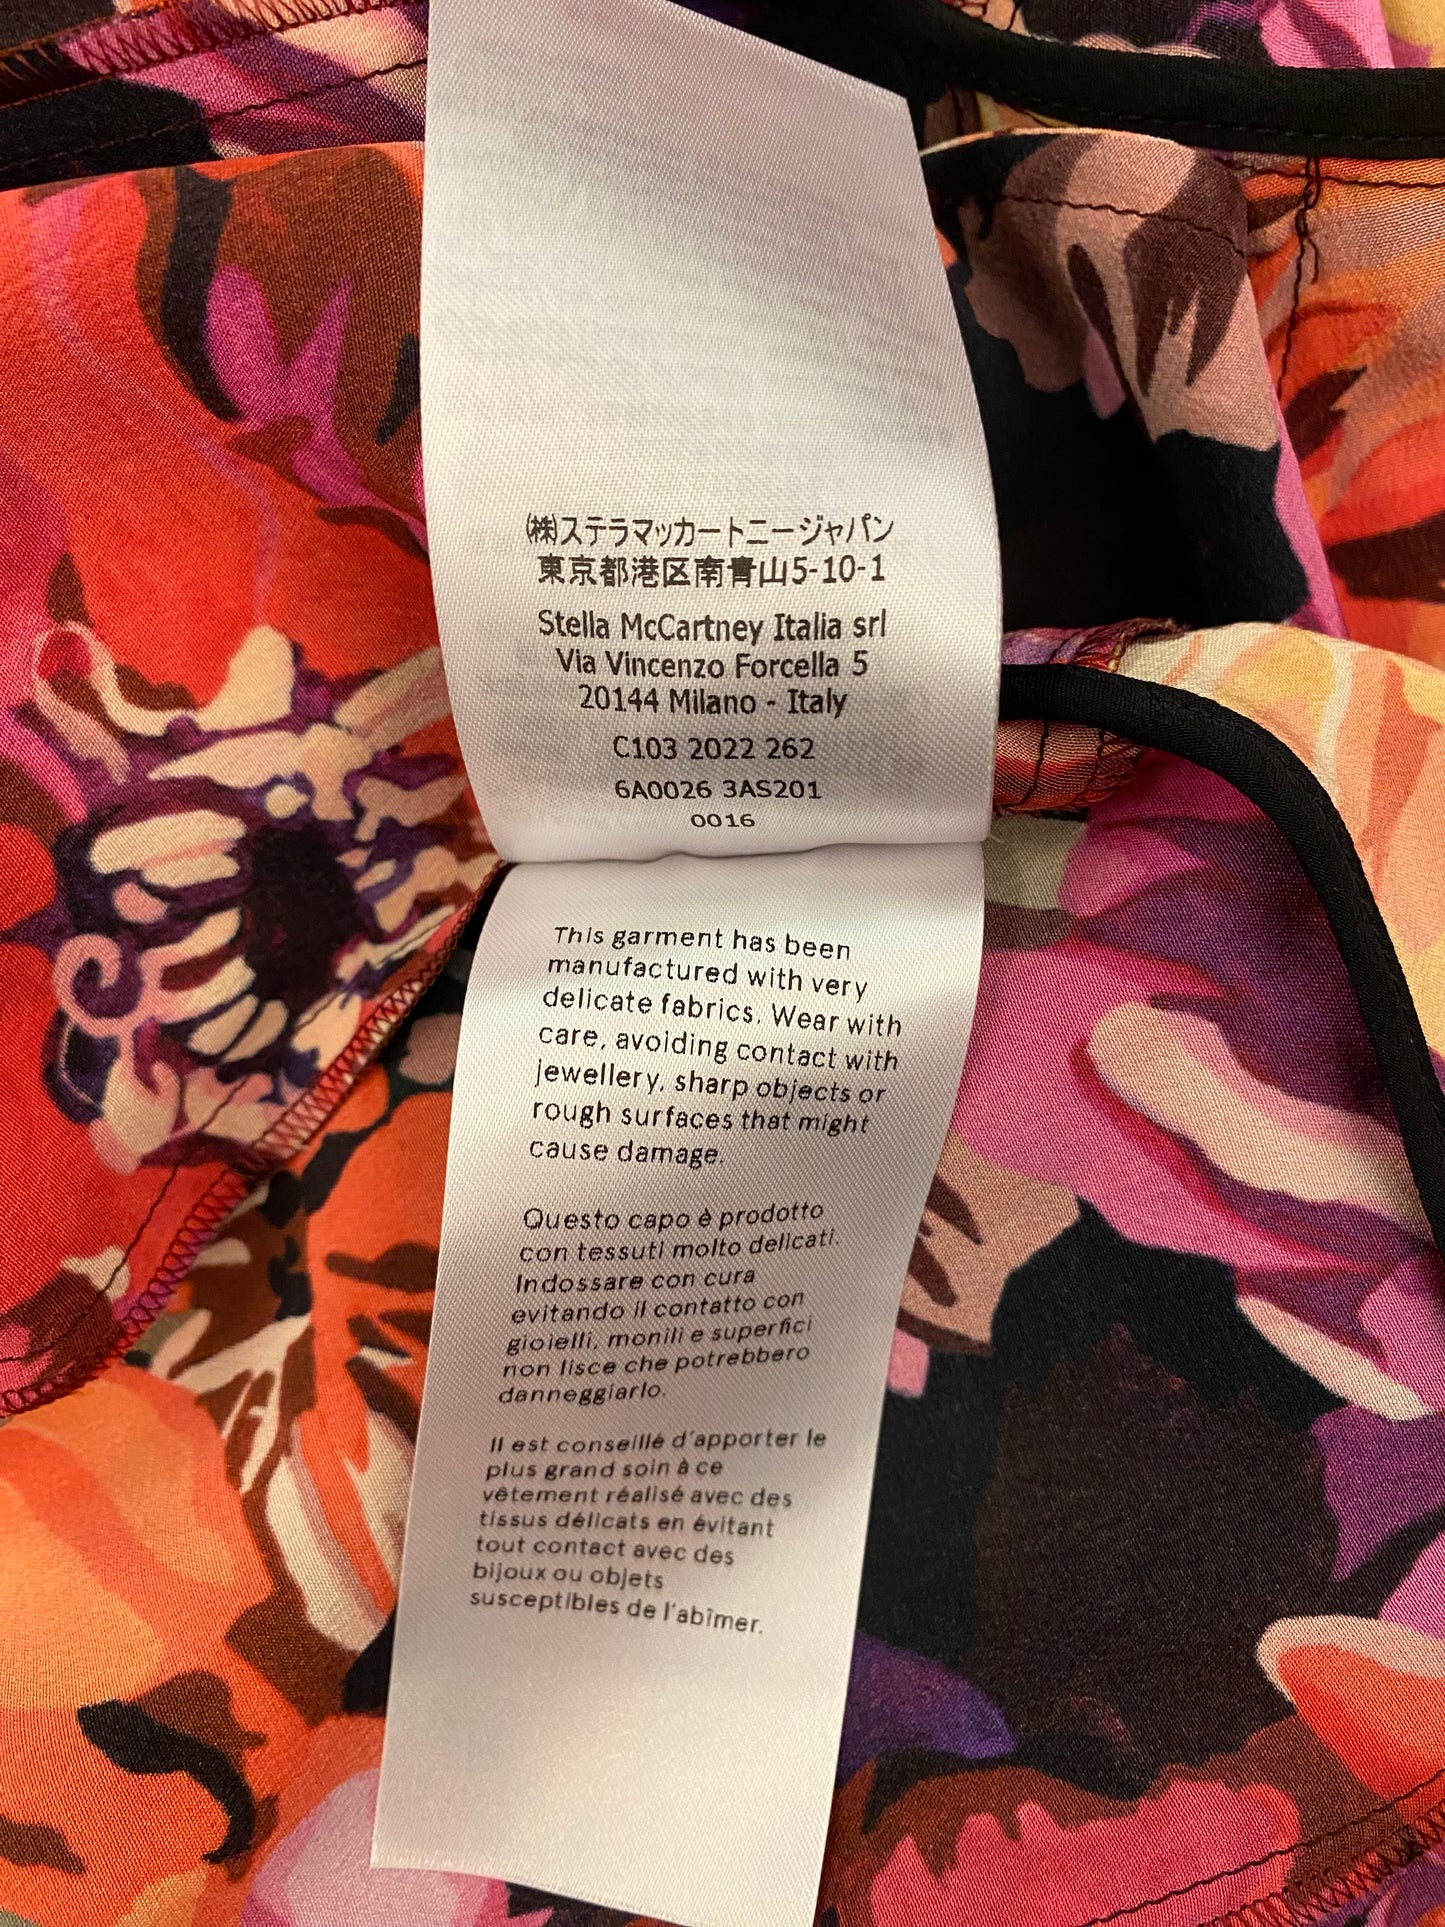 ㈱ステラマッカートニージャパン
東京都港区南青山5-10-1
Stella McCartney Italia srl
Via Vincenzo Forcella 5
20144 Milano - Italy
C103 2022 262
6A0026 3AS201
0016
This garment has been
manufactured with very
delicate fabrics. Wear with
care, avoiding contact with
jewellery, sharp objects or
rough surfaces that might
cause damage.
Questo capo è prodotto
con tessuti molto delicati.
Indossare con cura
evitando il contatto con
gioielli, monili e superfici
non lisce che potrebbero
danneggiarlo.
Il est conseillé d'apporter le
plus grand soin à ce
vêtement réalisé avec des
tissus délicats en évitant
tout contact avec des
bijoux ou objets
susceptibles de l'abîmer.